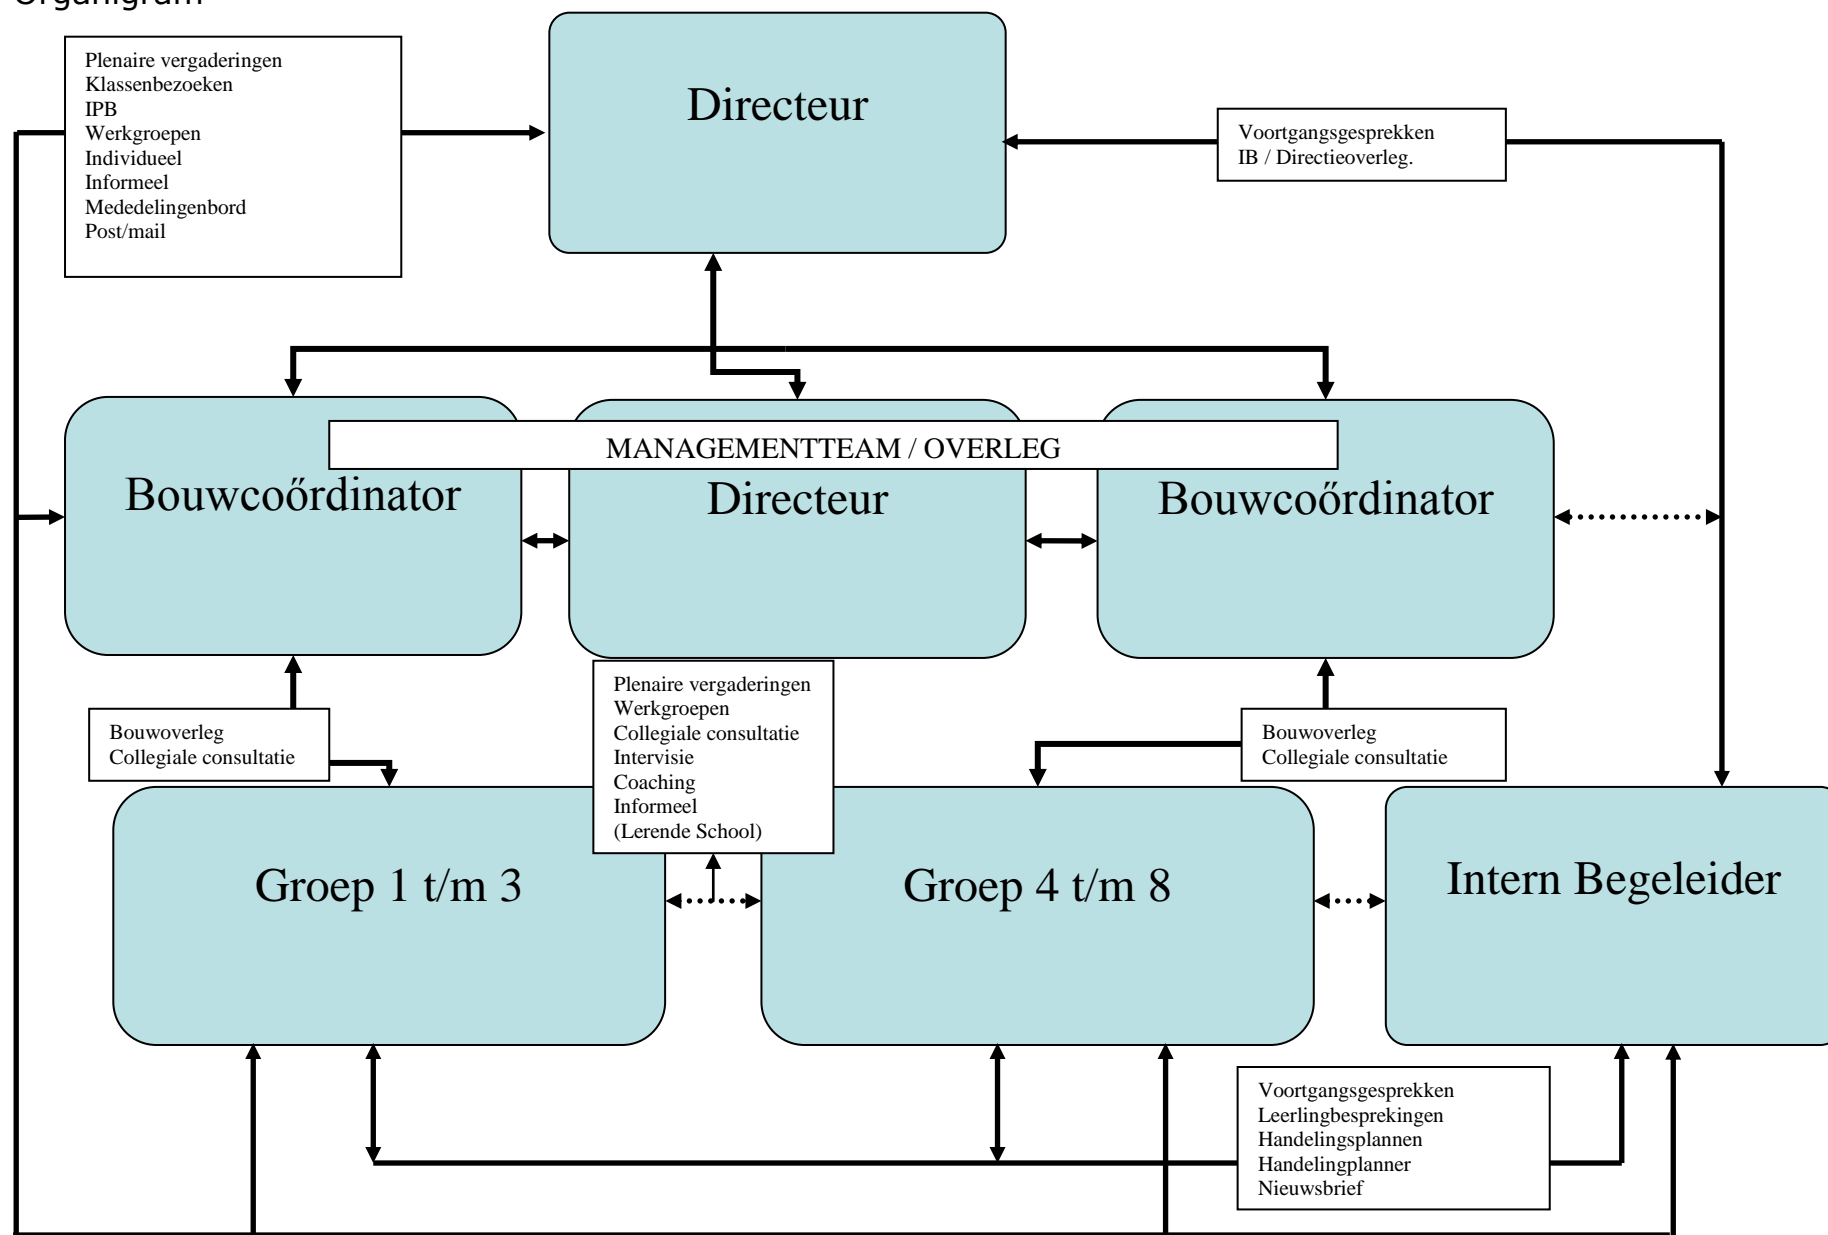 Organigram
Plenaire vergaderingen
Klassenbezoeken
IPB
Werkgroepen
Individueel
Informeel
Mededelingenbord
Post/mail
Directeur
Voortgangsgesprekken
IB / Directieoverleg.
MANAGEMENTTEAM / OVERLEG
Bouwcoőrdinator
Directeur
Bouwcoőrdinator
Bouwoverleg
Collegiale consultatie
Plenaire vergaderingen
Werkgroepen
Collegiale consultatie
Intervisie
Coaching
Informeel
(Lerende School)
Bouwoverleg
Collegiale consultatie
Groep 1 t/m 3
Groep 4 t/m 8
Intern Begeleider
Voortgangsgesprekken
Leerlingbesprekingen
Handelingsplannen
Handelingplanner
Nieuwsbrief